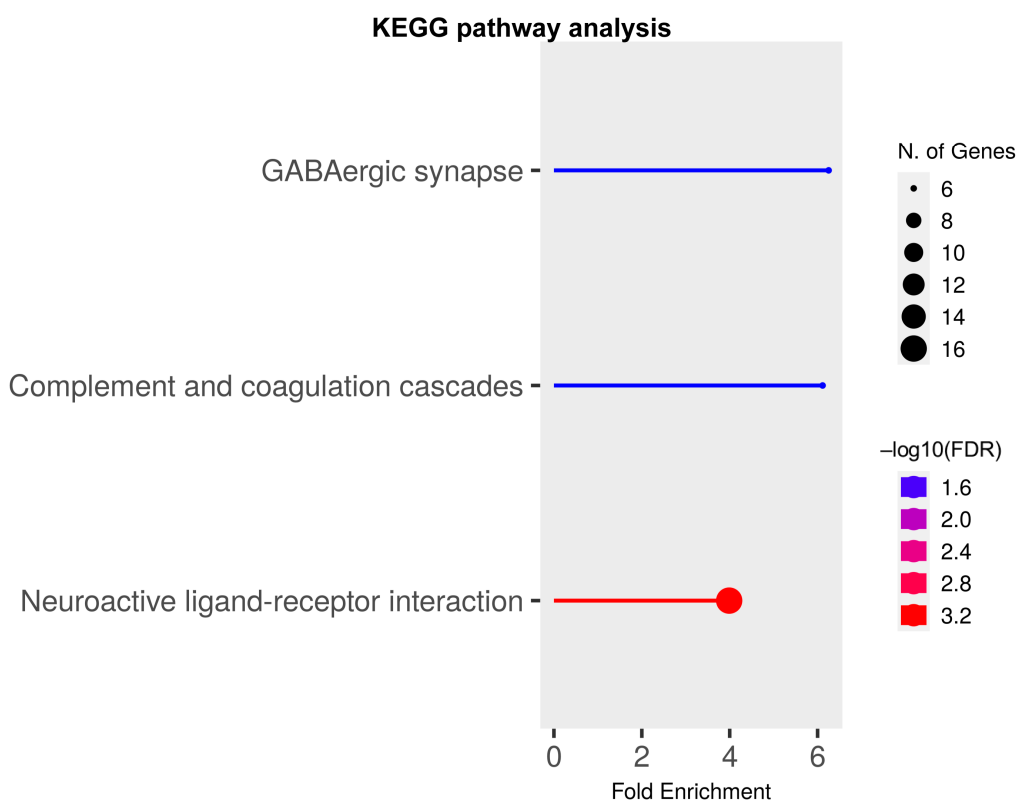 KEGG pathway analysis
GABAergic synapse
Complement and coagulation cascades
Neuroactive ligand-receptor interaction
0 2 4 6
Fold Enrichment
N. of Genes
6
8
10
12
14
16
−log10(FDR)
1.6
2.0
2.4
2.8
3.2